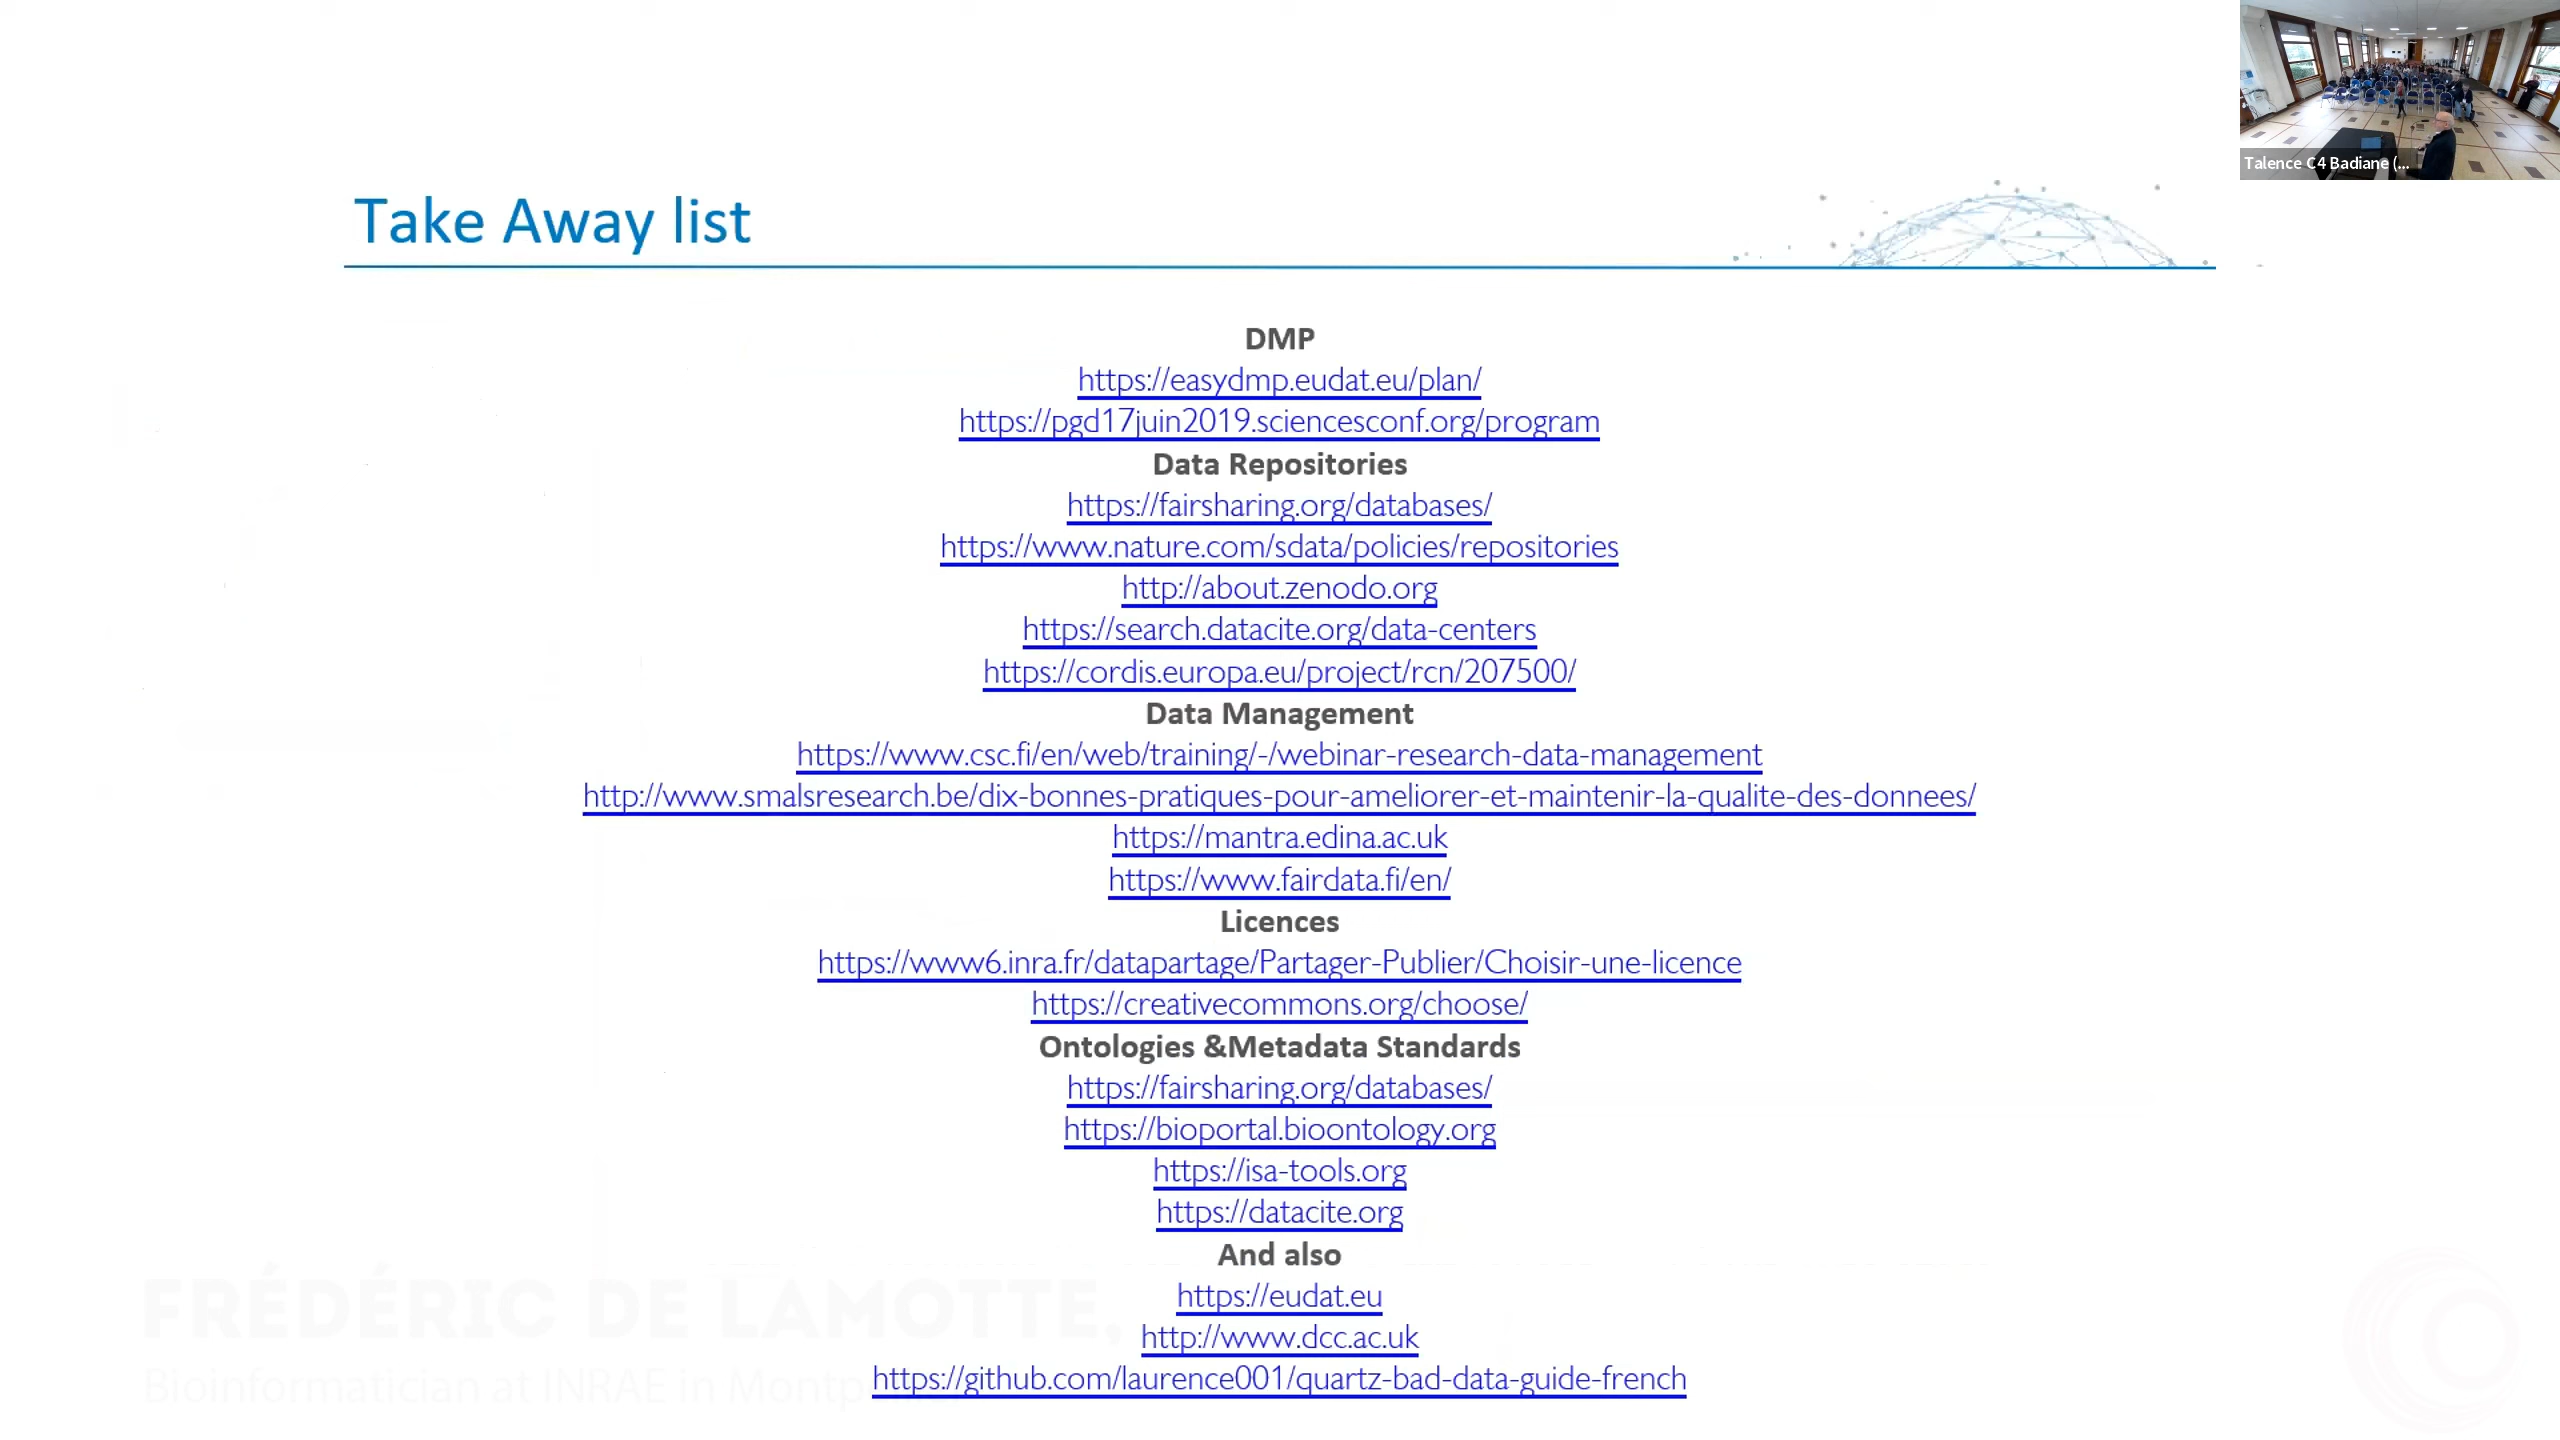 Talence C4 Badiane (...
Take Away list
DMP
https://easydmp.eudat.eu/plan/
https://pgd17juin2019.sciencesconf.org/program
Data Repositories
https://fairsharing.org/databases/
https://www.nature.com/sdata/policies/repositories
http://about.zenodo.org
https://search.datacite.org/data-centers
https://cordis.europa.eu/project/rcn/207500/
Data Management
https://www.csc.fi/en/web/training/-/webinar-research-data-management
http://www.smalsresearch.be/dix-bonnes-pratiques-pour-ameliorer-et-maintenir-la-qualite-des-donnees/
https://mantra.edina.ac.uk
https://www.fairdata.fi/en/
Licences
https://www6.inra.fr/datapartage/Partager-Publier/Choisir-une-licence
https://creativecommons.org/choose/
Ontologies &Metadata Standards
https://fairsharing.org/databases/
https://bioportal.bioontology.org
https://isa-tools.org
https://datacite.org
And also
https://eudat.eu
http://www.dcc.ac.uk
https://github.com/laurence001/quartz-bad-data-guide-french
FRÉDÉRIC DE LAMOTTE,
Bioinformatician at INRAE in